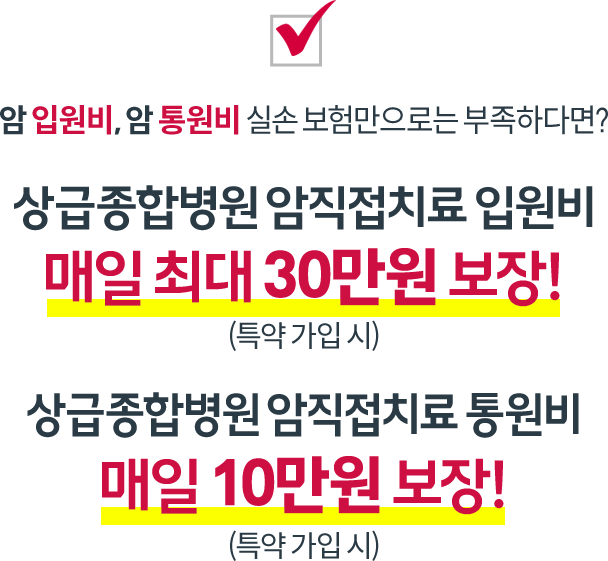 암 입원비, 암 통원비 실손 보험만으로는 부족하다면?
상급종합병원 암직접치료 입원비
매일 최대 30만원 보장!
(특약 가입 시)
상급종합병원 암직접치료 통원비
매일 10만원 보장!
(특약 가입 시)